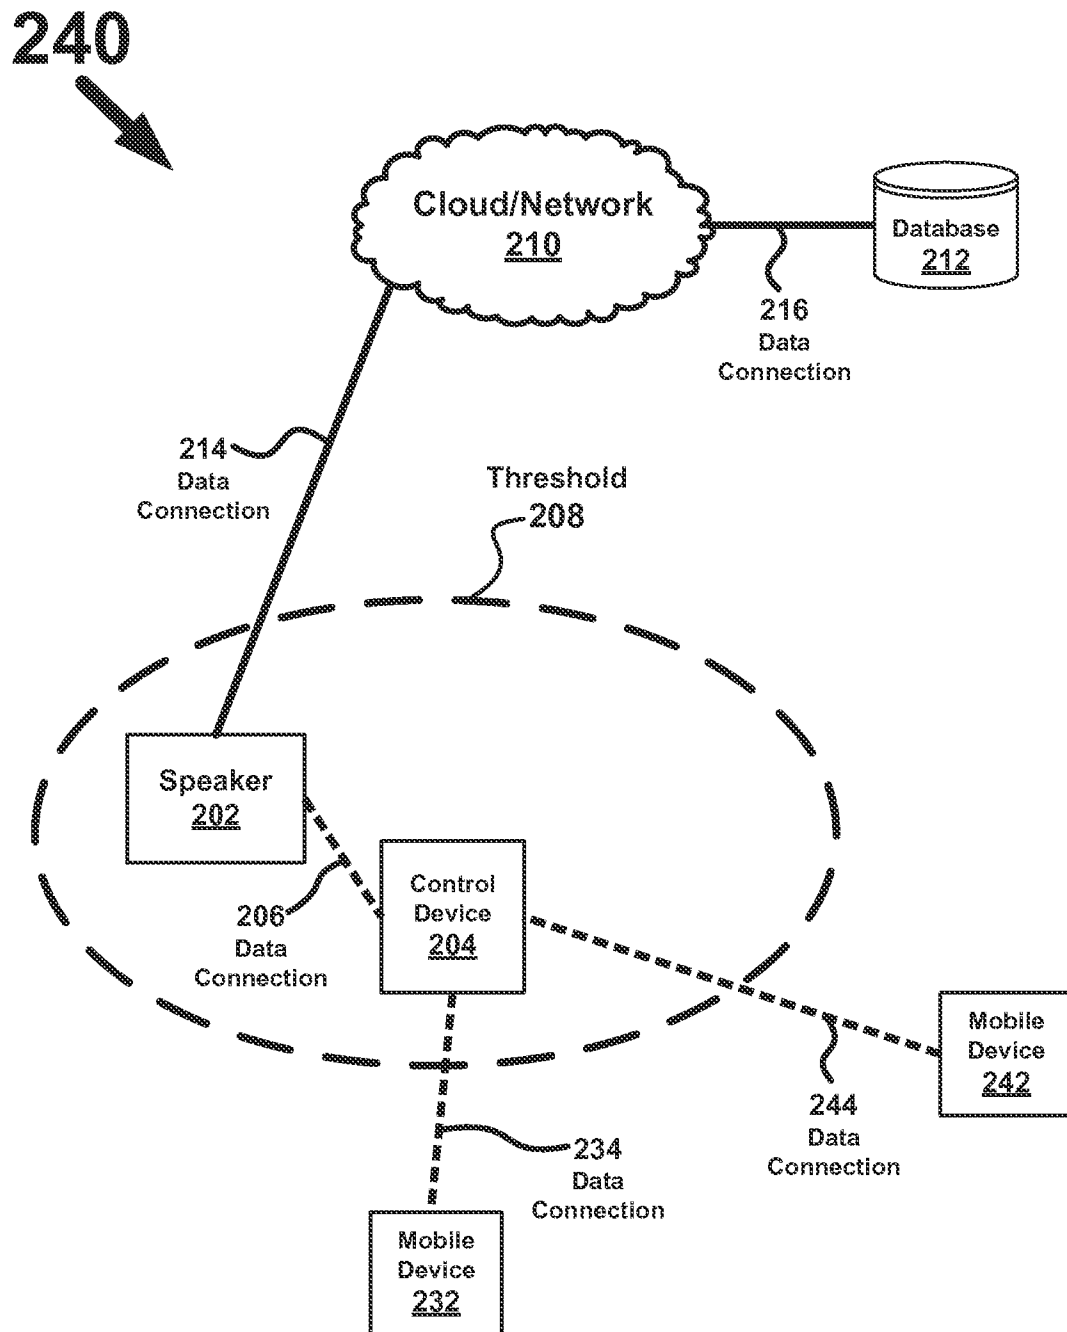 240
Cloud/Network
210
Database
212
216
Data
Connection
214
Data
Connection
Threshold
208
Speaker
202
206
Data
Connection
Control
Device
204
Mobile
Device
242
244
Data
Connection
234
Data
Connection
Mobile
Device
232